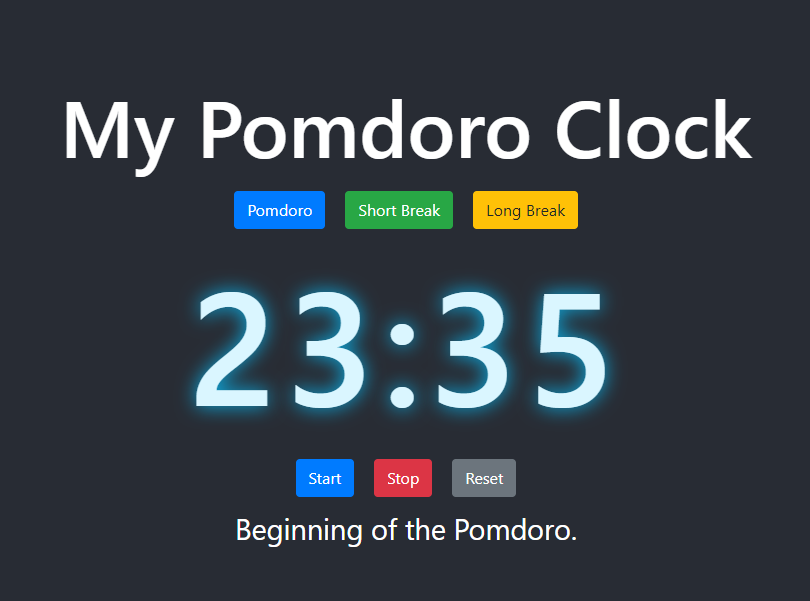 My Pomdoro Clock
Pomdoro Short Break Long Break
23:35
Start Stop Reset
Beginning of the Pomdoro.